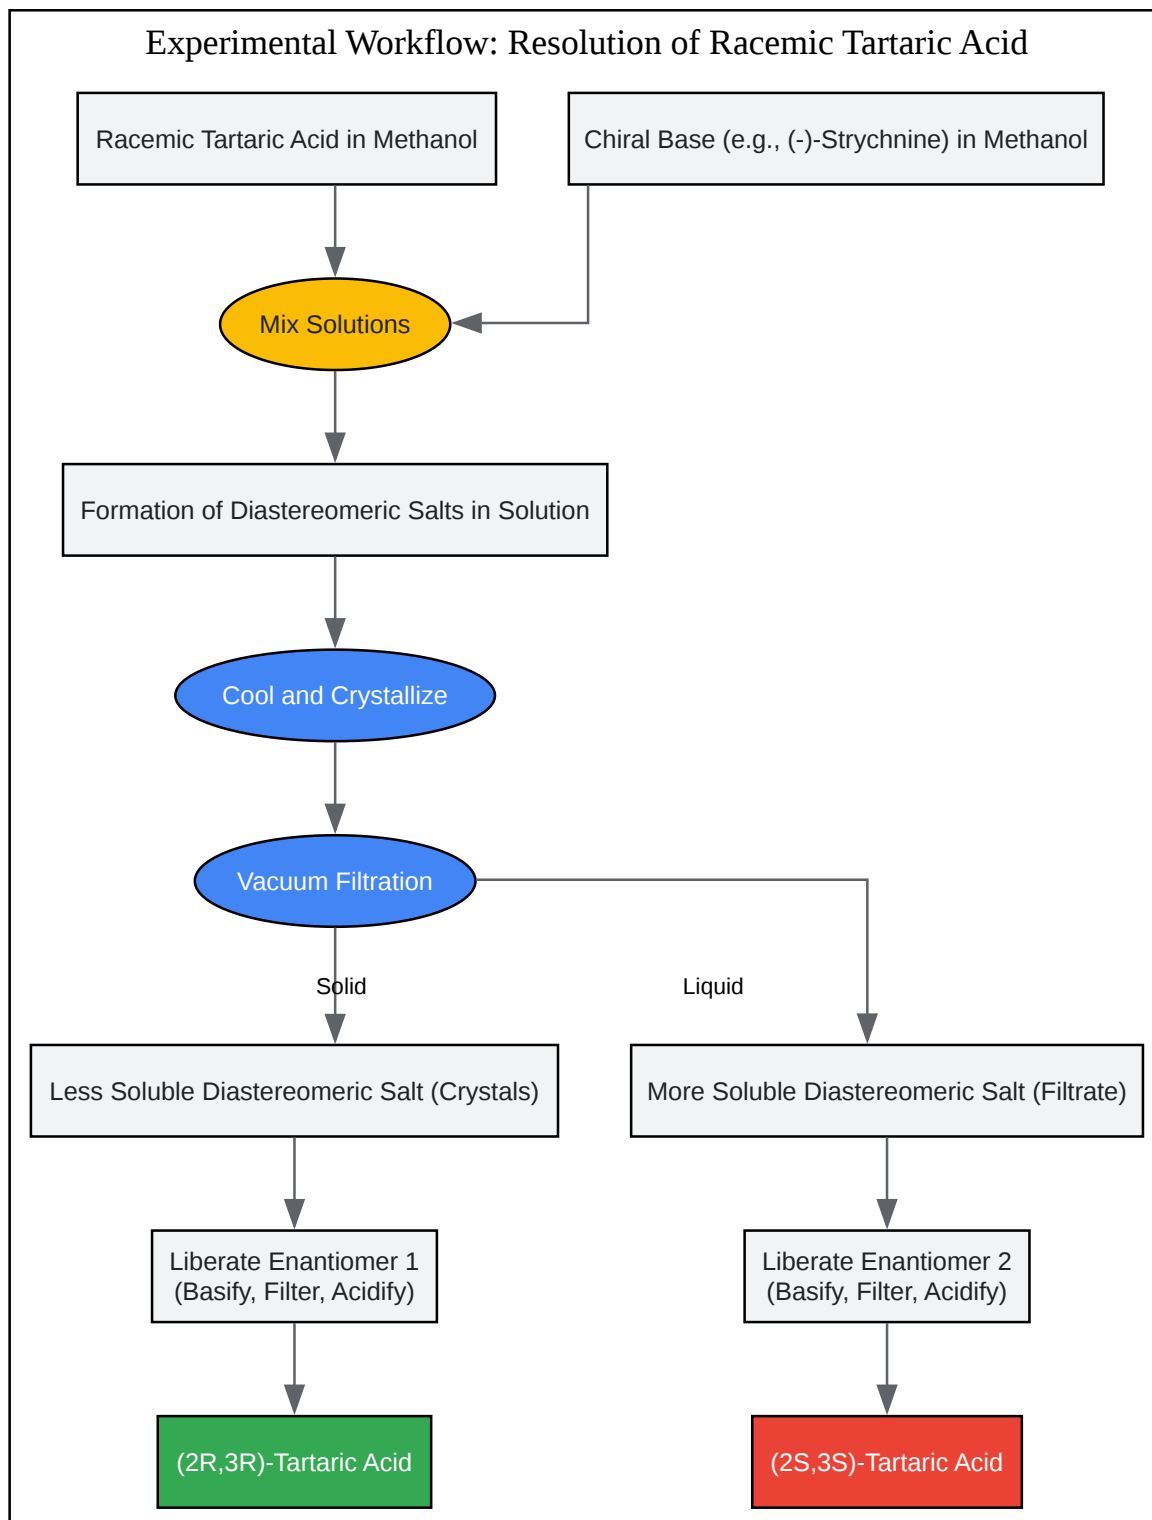 Experimental Workflow: Resolution of Racemic Tartaric Acid
Racemic Tartaric Acid in Methanol
Chiral Base (e.g., (-)-Strychnine) in Methanol
Mix Solutions
Formation of Diastereomeric Salts in Solution
Cool and Crystallize
Vacuum Filtration
Solid
Liquid
Less Soluble Diastereomeric Salt (Crystals)
More Soluble Diastereomeric Salt (Filtrate)
Liberate Enantiomer 1
(Basify, Filter, Acidify)
Liberate Enantiomer 2
(Basify, Filter, Acidify)
(2R,3R)-Tartaric Acid
(2S,3S)-Tartaric Acid